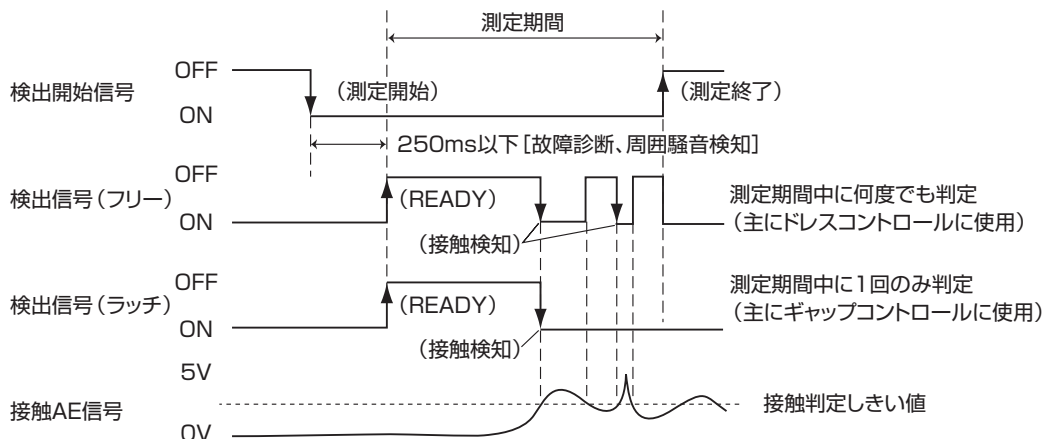 測定期間
検出開始信号
OFF
ON
(測定開始)
(測定終了)
250ms以下[故障診断、周囲騒音検知]
検出信号(フリー)
OFF
ON
(READY)
(接触検知)
測定期間中に何度でも判定
(主にドレスコントロールに使用)
検出信号(ラッチ)
OFF
ON
(READY)
(接触検知)
測定期間中に1回のみ判定
(主にギャップコントロールに使用)
接触AE信号
5V
0V
接触判定しきい値